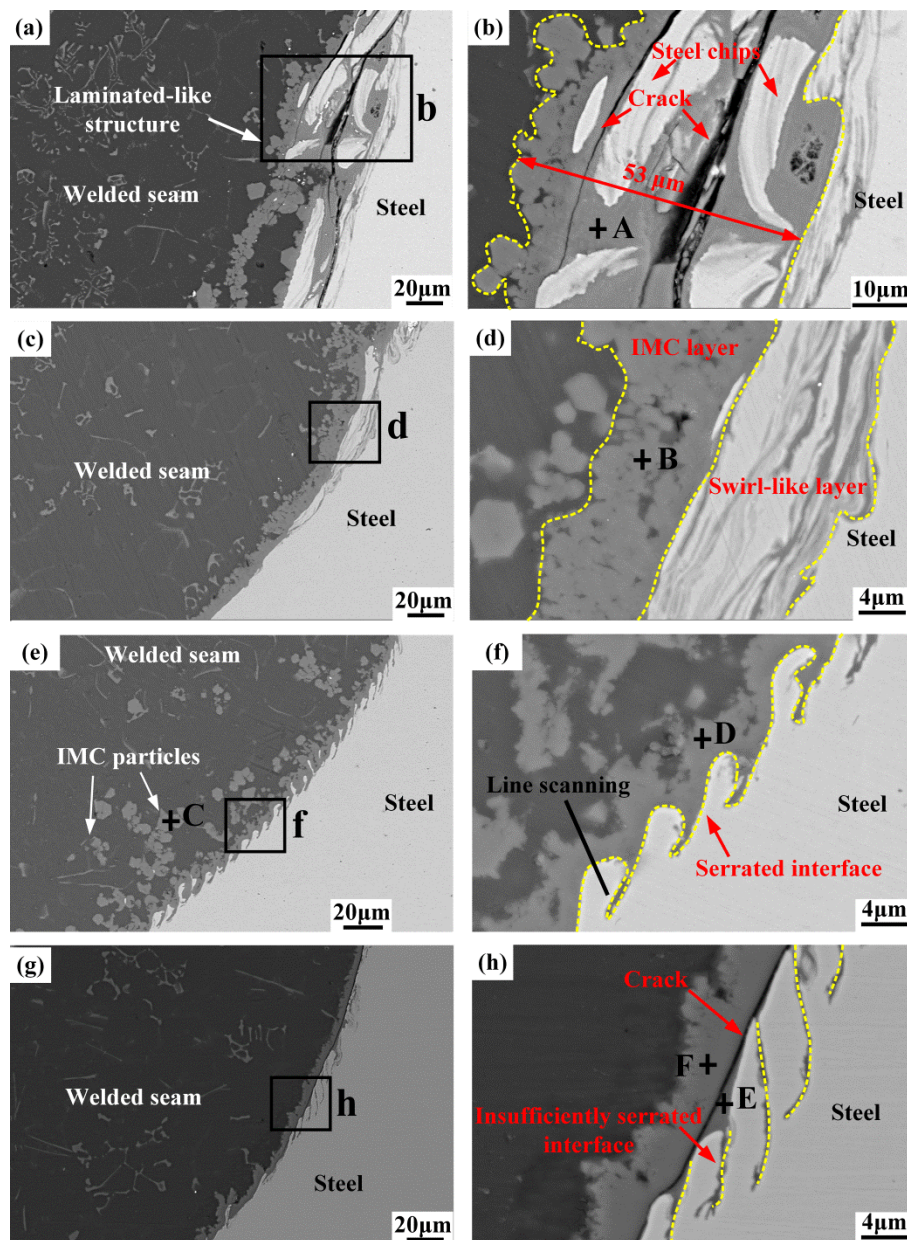 (a)
Laminated-like
structure
b
Welded seam
Steel
20μm
(b)
Steel chips
Crack
53 μm
+ A
Steel
10μm
(c)
d
Welded seam
Steel
20μm
(d)
IMC layer
+ B
Swirl-like layer
Steel
4μm
(e)
Welded seam
IMC particles
+ C
f
Steel
20μm
(f)
+ D
Line scanning
Steel
Serrated interface
4μm
(g)
Welded seam
h
Steel
20μm
(h)
Crack
F +
+ E
Insufficiently serrated
interface
Steel
4μm